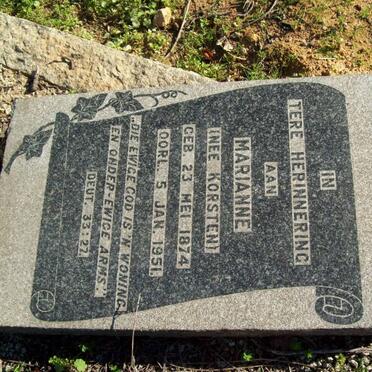 IN
TERE HERINNERING
AAN
MARIANNE
(NEE KORSTEN)
GEB. 23 MEI 1874
OORL. 5 JAN. 1951.
"DIE EWIGE GOD IS 'N WONING,
EN ONDER - EWIGE ARMS."
DEUT. 33:27.